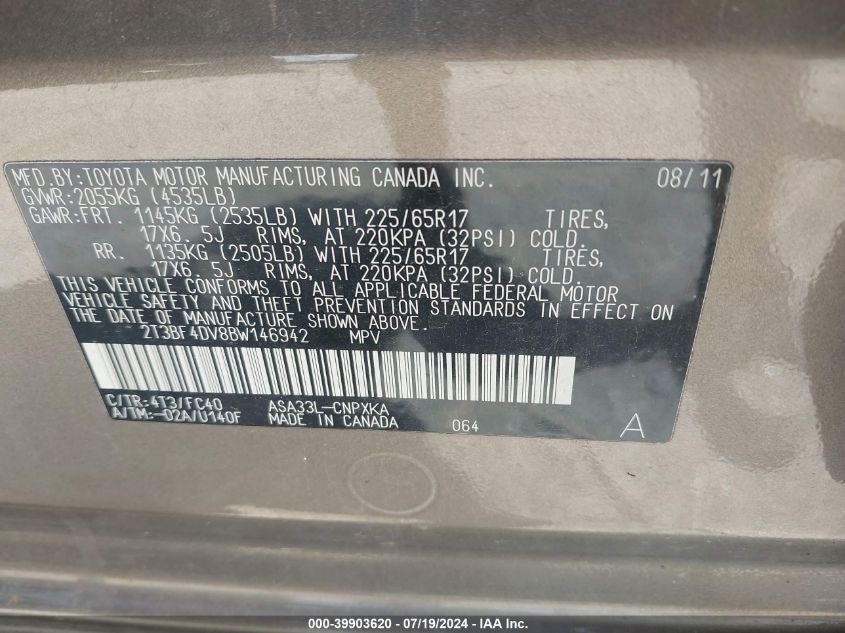 MFD.BY:TOYOTA MOTOR MANUFACTURING CANADA INC. 08/11
GVWR:2055KG (4535LB)
GAWR:FRT. 1145KG (2535LB) WITH 225/65R17 TIRES,
17X6. 5J RIMS, AT 220KPA (32PSI) COLD.
RR. 1135KG (2505LB) WITH 225/65R17 TIRES,
17X6. 5J RIMS, AT 220KPA (32PSI) COLD.
THIS VEHICLE CONFORMS TO ALL APPLICABLE FEDERAL MOTOR
VEHICLE SAFETY AND THEFT PREVENTION STANDARDS IN EFFECT ON
THE DATE OF MANUFACTURE SHOWN ABOVE.
2T3BF4DV8BW146942 MPV
C/TR:4T3/FC40 ASA33L-CNPXKA
A/TM:-02A/U140F MADE IN CANADA 064 A
000-39903620 / 07/19/2024 - IAA Inc.